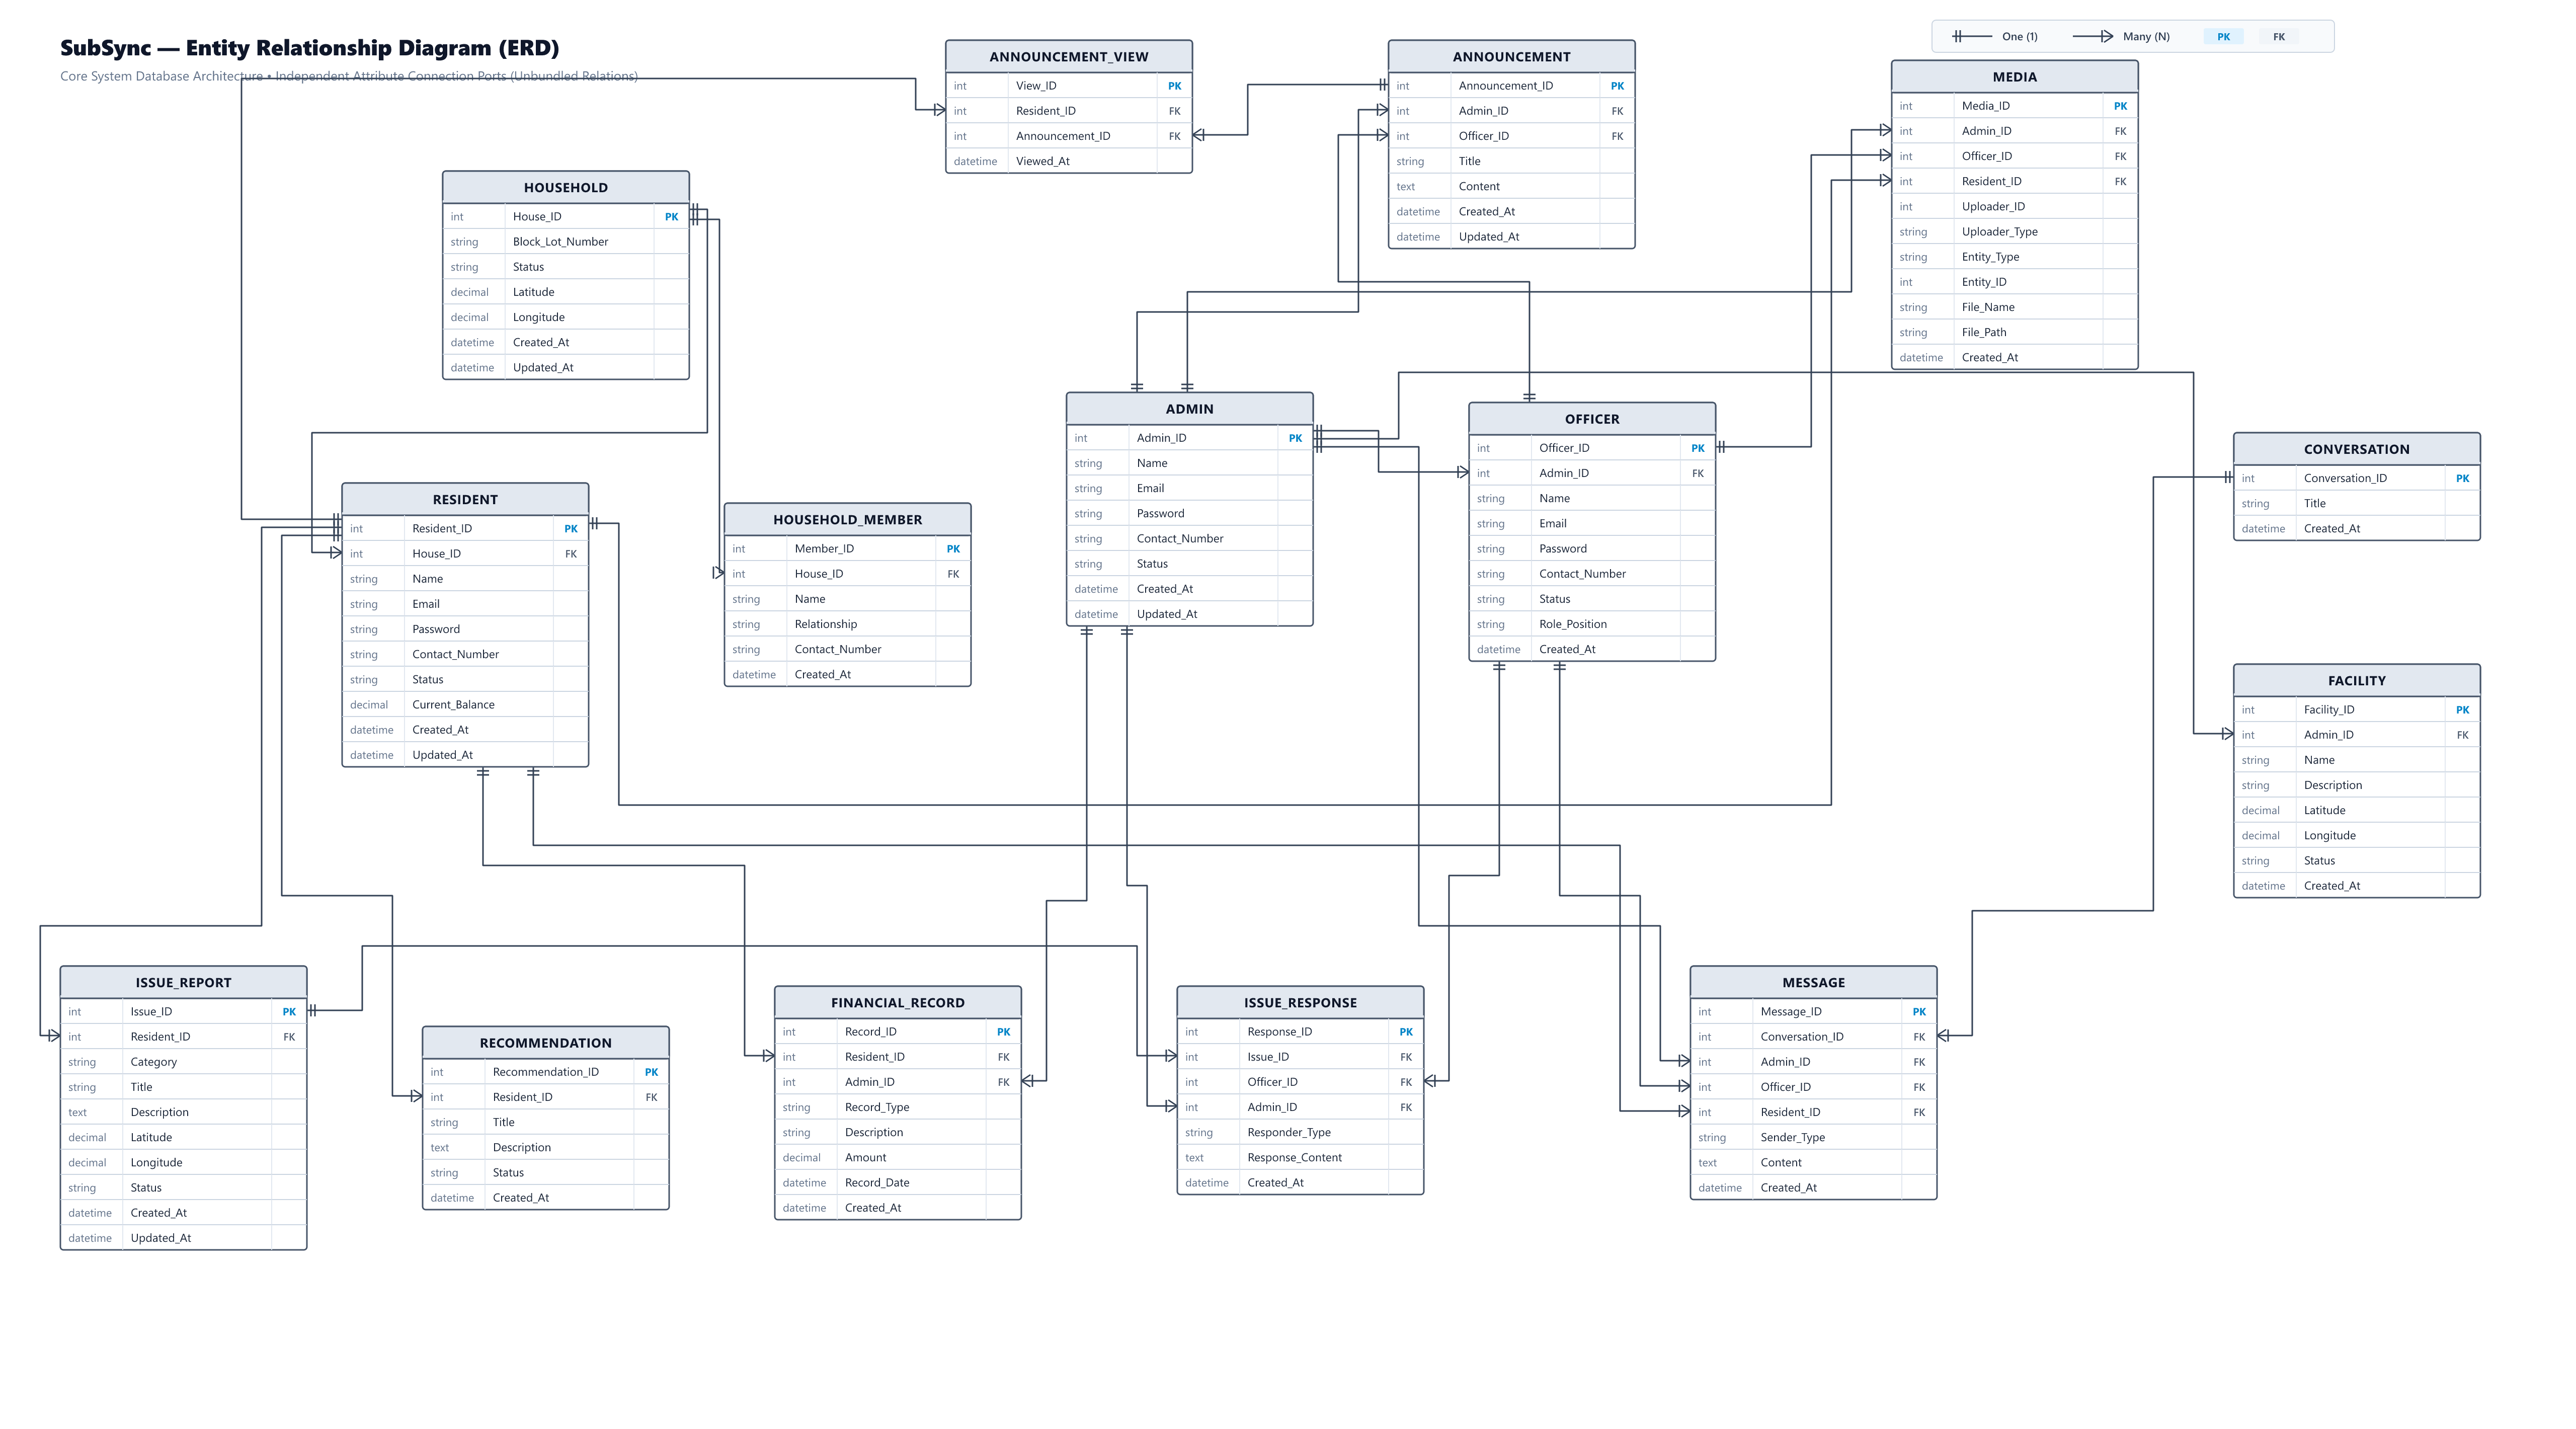 SubSync — Entity Relationship Diagram (ERD)
Core System Database Architecture • Independent Attribute Connection Ports (Unbundled Relations)
One (1) Many (N) PK FK
ANNOUNCEMENT_VIEW
int View_ID PK
int Resident_ID FK
int Announcement_ID FK
datetime Viewed_At
ANNOUNCEMENT
int Announcement_ID PK
int Admin_ID FK
int Officer_ID FK
string Title
text Content
datetime Created_At
datetime Updated_At
MEDIA
int Media_ID PK
int Admin_ID FK
int Officer_ID FK
int Resident_ID FK
int Uploader_ID
string Uploader_Type
string Entity_Type
int Entity_ID
string File_Name
string File_Path
datetime Created_At
HOUSEHOLD
int House_ID PK
string Block_Lot_Number
string Status
decimal Latitude
decimal Longitude
datetime Created_At
datetime Updated_At
ADMIN
int Admin_ID PK
string Name
string Email
string Password
string Contact_Number
string Status
datetime Created_At
datetime Updated_At
OFFICER
int Officer_ID PK
int Admin_ID FK
string Name
string Email
string Password
string Contact_Number
string Status
string Role_Position
datetime Created_At
CONVERSATION
int Conversation_ID PK
string Title
datetime Created_At
RESIDENT
int Resident_ID PK
int House_ID FK
string Name
string Email
string Password
string Contact_Number
string Status
decimal Current_Balance
datetime Created_At
datetime Updated_At
HOUSEHOLD_MEMBER
int Member_ID PK
int House_ID FK
string Name
string Relationship
string Contact_Number
datetime Created_At
FACILITY
int Facility_ID PK
int Admin_ID FK
string Name
string Description
decimal Latitude
decimal Longitude
string Status
datetime Created_At
ISSUE_REPORT
int Issue_ID PK
int Resident_ID FK
string Category
string Title
text Description
decimal Latitude
decimal Longitude
string Status
datetime Created_At
datetime Updated_At
RECOMMENDATION
int Recommendation_ID PK
int Resident_ID FK
string Title
text Description
string Status
datetime Created_At
FINANCIAL_RECORD
int Record_ID PK
int Resident_ID FK
int Admin_ID FK
string Record_Type
string Description
decimal Amount
datetime Record_Date
datetime Created_At
ISSUE_RESPONSE
int Response_ID PK
int Issue_ID FK
int Officer_ID FK
int Admin_ID FK
string Responder_Type
text Response_Content
datetime Created_At
MESSAGE
int Message_ID PK
int Conversation_ID FK
int Admin_ID FK
int Officer_ID FK
int Resident_ID FK
string Sender_Type
text Content
datetime Created_At